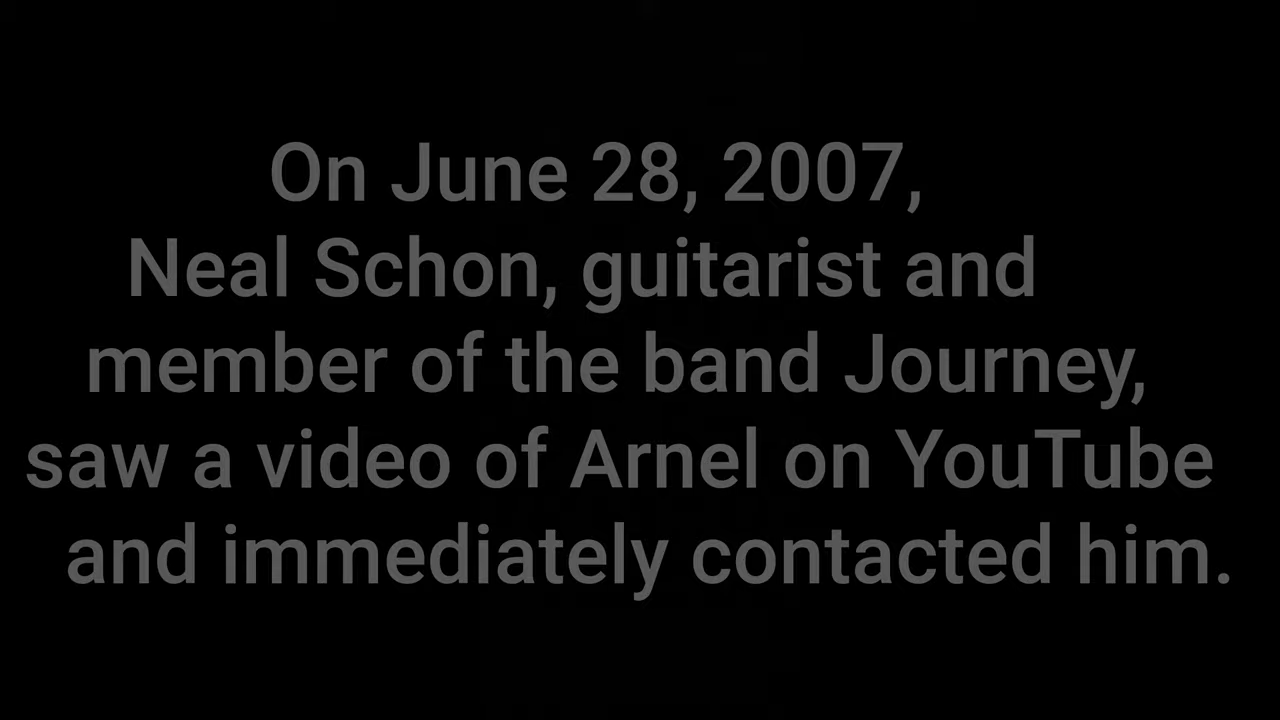 On June 28, 2007,
Neal Schon, guitarist and
member of the band Journey,
saw a video of Arnel on YouTube
and immediately contacted him.